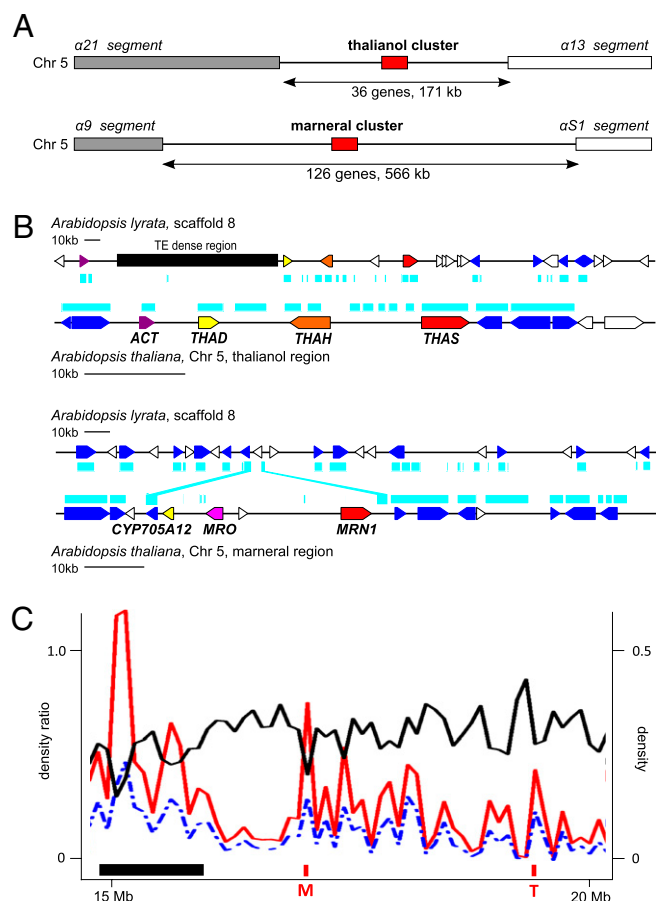 A
α21 segment
thalianol cluster
α13 segment
Chr 5
36 genes, 171 kb
α9 segment
marneral cluster
αS1 segment
Chr 5
126 genes, 566 kb
B
Arabidopsis lyrata, scaffold 8
10kb
TE dense region
ACT
THAD
THAH
THAS
Arabidopsis thaliana, Chr 5, thalianol region
10kb
Arabidopsis lyrata, scaffold 8
10kb
CYP705A12
MRO
MRN1
Arabidopsis thaliana, Chr 5, marneral region
10kb
C
1.0
0.5
density ratio
density
0
0
15 Mb
M
T
20 Mb